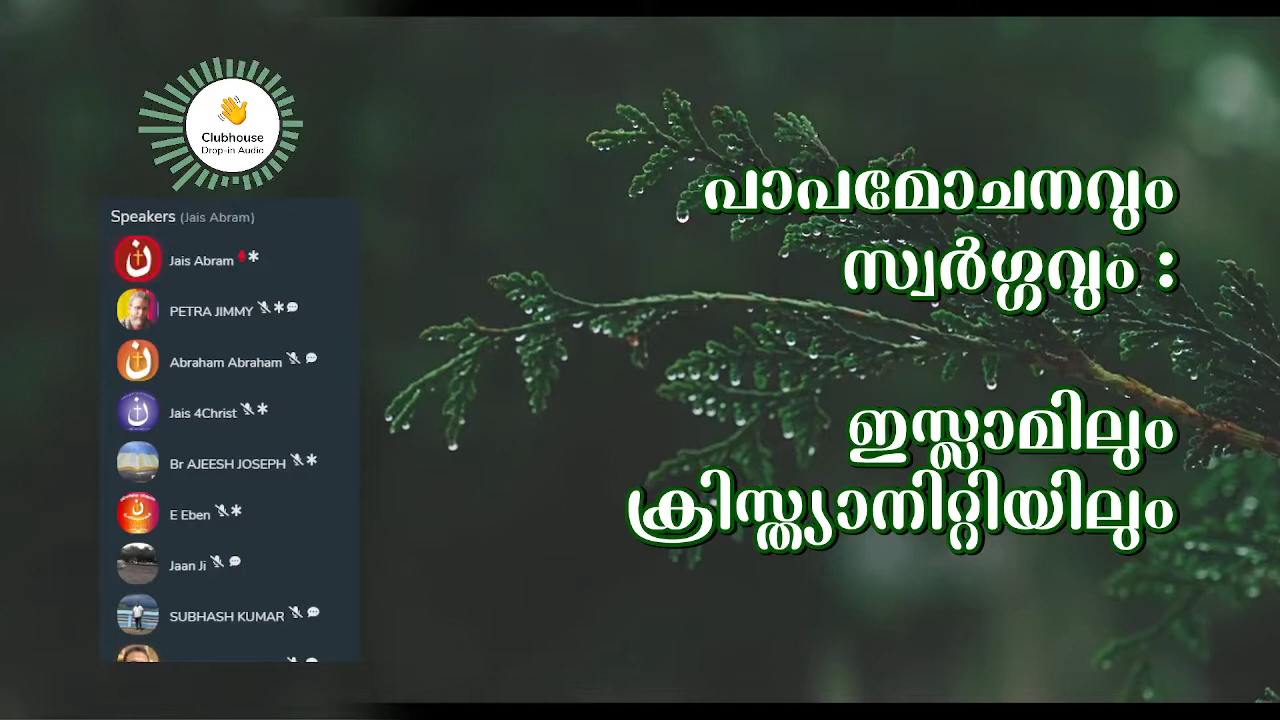 Clubhouse
Drop-in Audio
Speakers (Jais Abram)
Jais Abram
PETRA JIMMY
Abraham Abraham
Jais 4Christ
Br AJEESH JOSEPH
E Eben
Jaan Ji
SUBHASH KUMAR
പാപമോചനവും
സ്വർഗ്ഗവും :
ഇസ്ലാമിലും
ക്രിസ്ത്യാനിറ്റിയിലും